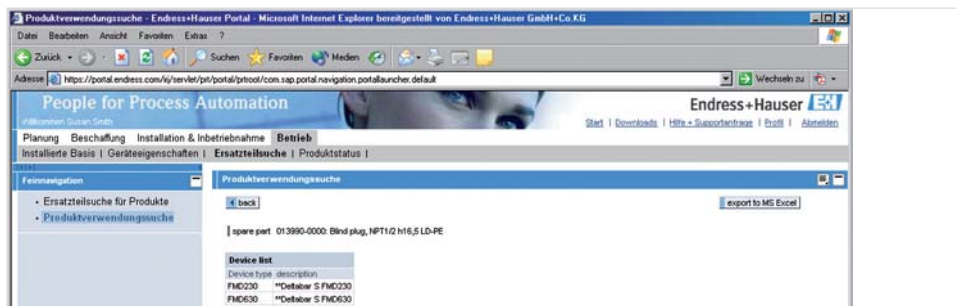 Produktverwendungssuche - Endress+Hauser Portal - Microsoft Internet Explorer bereitgestellt von Endress+Hauser GmbH+Co.KG
Datei Bearbeiten Ansicht Favoriten Extras ?
Zurück Suchen Favoriten Medien
Adresse https://portal.endress.com/irj/servlet/prt/portal/prtroot/com.sap.portal.navigation.portallauncher.default Wechseln zu
People for Process Automation
Endress+Hauser EH
Willkommen Susan Smith
Start | Downloads | Hilfe + Supportanfrage | Profil | Abmelden
Planung Beschaffung Installation & Inbetriebnahme Betrieb
Installierte Basis | Geräteeigenschaften | Ersatzteilsuche | Produktstatus |
Feinnavigation
Produktverwendungssuche
• Ersatzteilsuche für Produkte
• Produktverwendungssuche
back
export to MS Excel
spare part 013990-0000: Blind plug, NPT1/2 h16,5 LD-PE
Device list
Device type description
FMD230 **Deltabar S FMD230
FMD630 **Deltabar S FMD630